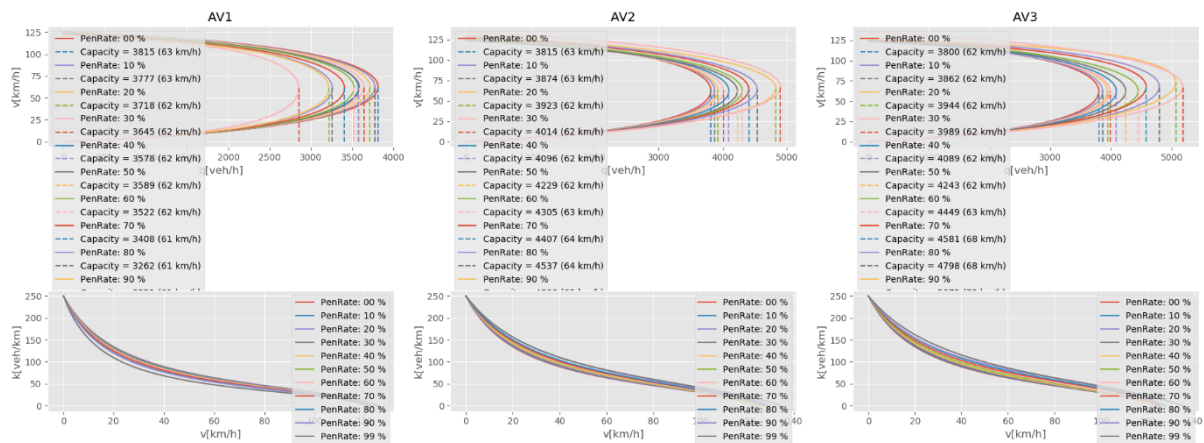 AV1
125
100
75
50
25
0
v[km/h]
PenRate: 00 %
Capacity = 3815 (63 km/h)
PenRate: 10 %
Capacity = 3777 (63 km/h)
PenRate: 20 %
Capacity = 3718 (62 km/h)
PenRate: 30 %
Capacity = 3645 (62 km/h)
PenRate: 40 %
Capacity = 3578 (62 km/h)
PenRate: 50 %
Capacity = 3589 (62 km/h)
PenRate: 60 %
Capacity = 3522 (62 km/h)
PenRate: 70 %
Capacity = 3408 (61 km/h)
PenRate: 80 %
Capacity = 3262 (61 km/h)
PenRate: 90 %
2000 2500 3000 3500 4000
q[veh/h]
AV2
125
100
75
50
25
0
v[km/h]
PenRate: 00 %
Capacity = 3815 (63 km/h)
PenRate: 10 %
Capacity = 3874 (63 km/h)
PenRate: 20 %
Capacity = 3923 (62 km/h)
PenRate: 30 %
Capacity = 4014 (62 km/h)
PenRate: 40 %
Capacity = 4096 (62 km/h)
PenRate: 50 %
Capacity = 4229 (62 km/h)
PenRate: 60 %
Capacity = 4305 (63 km/h)
PenRate: 70 %
Capacity = 4407 (64 km/h)
PenRate: 80 %
Capacity = 4537 (64 km/h)
PenRate: 90 %
3000 4000 5000
q[veh/h]
AV3
125
100
75
50
25
0
v[km/h]
PenRate: 00 %
Capacity = 3800 (62 km/h)
PenRate: 10 %
Capacity = 3862 (62 km/h)
PenRate: 20 %
Capacity = 3944 (62 km/h)
PenRate: 30 %
Capacity = 3989 (62 km/h)
PenRate: 40 %
Capacity = 4089 (62 km/h)
PenRate: 50 %
Capacity = 4243 (62 km/h)
PenRate: 60 %
Capacity = 4449 (63 km/h)
PenRate: 70 %
Capacity = 4581 (68 km/h)
PenRate: 80 %
Capacity = 4798 (68 km/h)
PenRate: 90 %
3000 4000 5000
q[veh/h]
250
200
150
100
50
0
k[veh/km]
PenRate: 00 %
PenRate: 10 %
PenRate: 20 %
PenRate: 30 %
PenRate: 40 %
PenRate: 50 %
PenRate: 60 %
PenRate: 70 %
PenRate: 80 %
PenRate: 90 %
PenRate: 99 %
0 20 40 60 80 100
v[km/h]
250
200
150
100
50
0
k[veh/km]
PenRate: 00 %
PenRate: 10 %
PenRate: 20 %
PenRate: 30 %
PenRate: 40 %
PenRate: 50 %
PenRate: 60 %
PenRate: 70 %
PenRate: 80 %
PenRate: 90 %
PenRate: 99 %
0 20 40 60 80 100
v[km/h]
250
200
150
100
50
0
k[veh/km]
PenRate: 00 %
PenRate: 10 %
PenRate: 20 %
PenRate: 30 %
PenRate: 40 %
PenRate: 50 %
PenRate: 60 %
PenRate: 70 %
PenRate: 80 %
PenRate: 90 %
PenRate: 99 %
0 20 40 60 80 100
v[km/h]